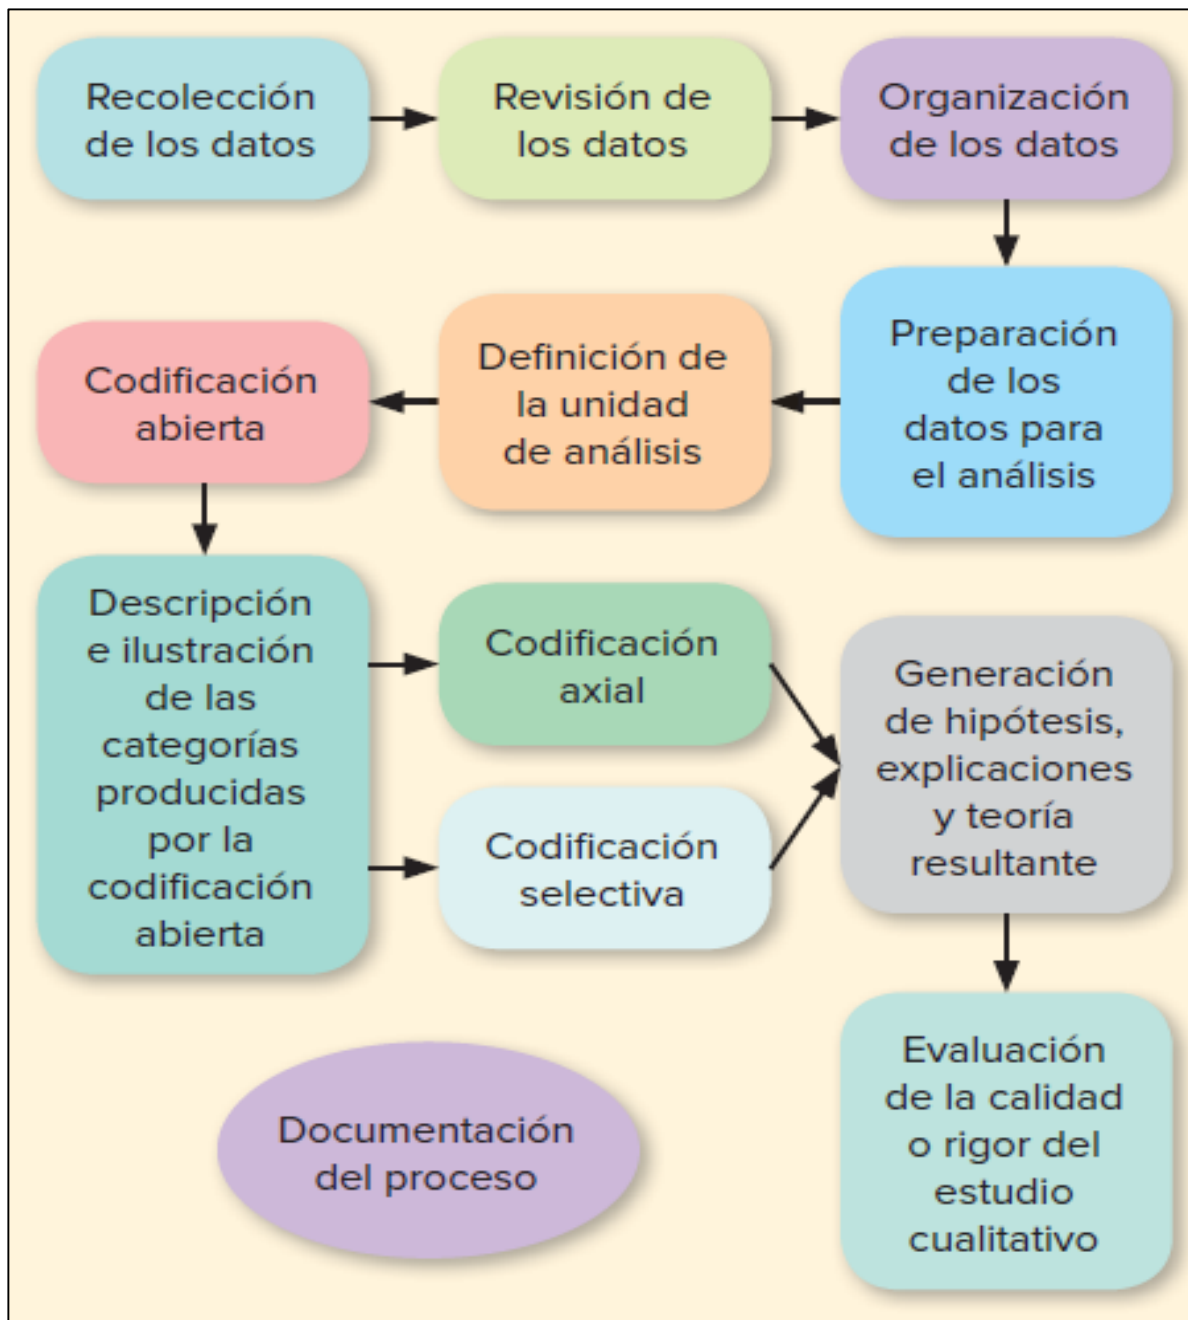 Recolección
de los datos
Revisión de
los datos
Organización
de los datos
Preparación
de los
datos para
el análisis
Definición de
la unidad
de análisis
Codificación
abierta
Descripción
e ilustración
de las
categorías
producidas
por la
codificación
abierta
Codificación
axial
Codificación
selectiva
Generación
de hipótesis,
explicaciones
y teoría
resultante
Evaluación
de la calidad
o rigor del
estudio
cualitativo
Documentación
del proceso